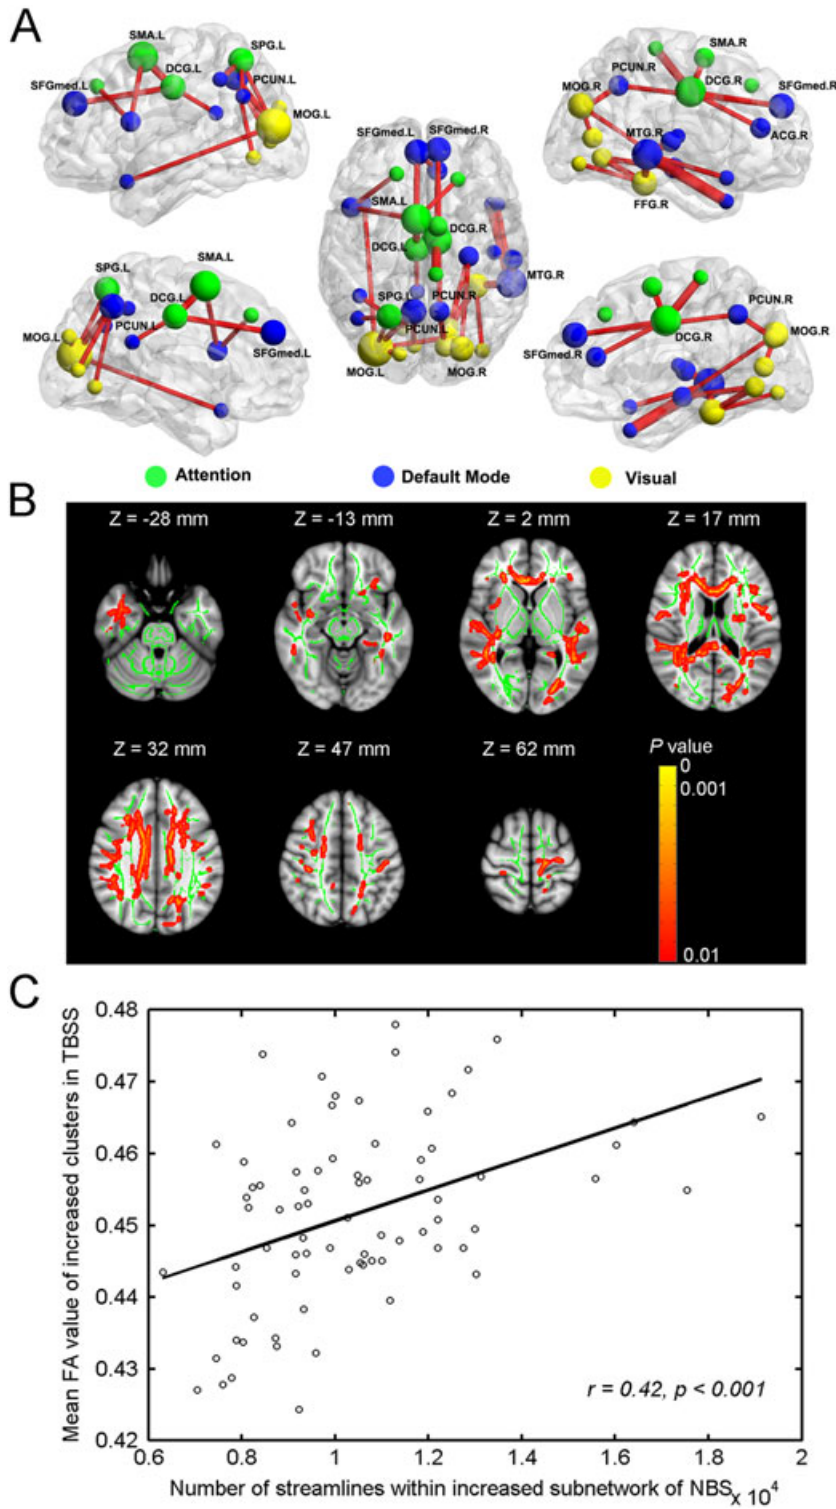 A
SMA.L
SPG.L
DCG.L
SFGmed.L
PCUN.L
MOG.L
SMA.R
PCUN.R
DCG.R
SFGmed.R
MOG.R
MTG.R
ACG.R
FFG.R
SFGmed.L SFGmed.R
SMA.L
DCG.R
DCG.L
MTG.R
SPG.L PCUN.R
PCUN.L
MOG.L MOG.R
SMA.L
SPG.L
DCG.L
MOG.L
PCUN.L
SFGmed.L
PCUN.R
MOG.R
DCG.R
SFGmed.R
Attention Default Mode Visual
B
Z = -28 mm Z = -13 mm Z = 2 mm Z = 17 mm
Z = 32 mm Z = 47 mm Z = 62 mm P value
0
0.001
0.01
C
Mean FA value of increased clusters in TBSS
0.48
0.47
0.46
0.45
0.44
0.43
0.42
r = 0.42, p < 0.001
0.6 0.8 1 1.2 1.4 1.6 1.8 2
Number of streamlines within increased subnetwork of NBS x 10^4